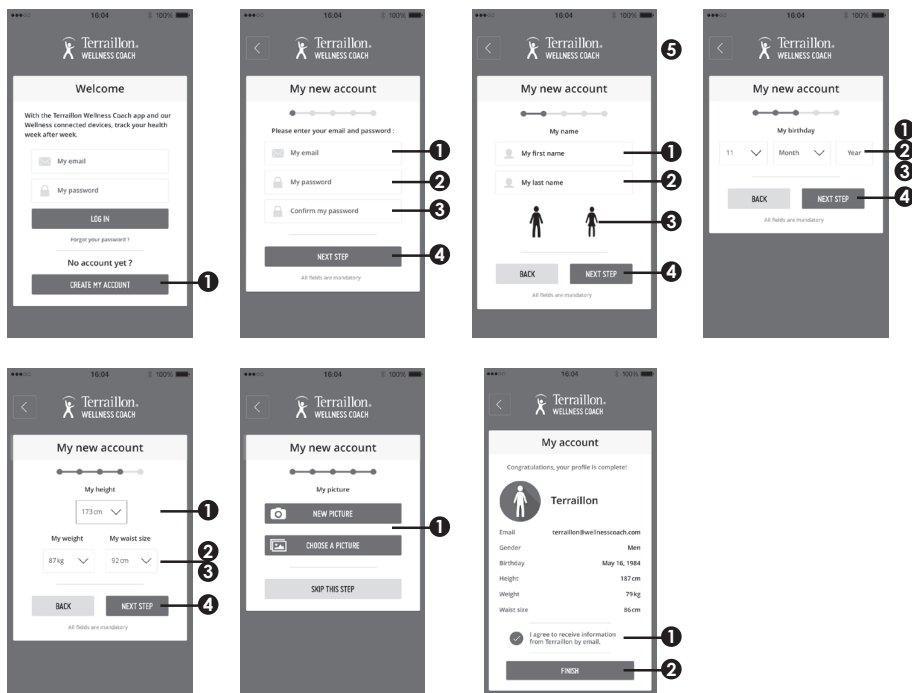 16:04
100%
Terraillon®
WELLNESS COACH
Welcome
With the Terraillon Wellness Coach app and our
Wellness connected devices, track your health
week after week.
My email
My password
LOG IN
Forgot your password ?
No account yet ?
CREATE MY ACCOUNT
1
16:04
100%
Terraillon®
WELLNESS COACH
My new account
Please enter your email and password :
My email
1
My password
2
Confirm my password
3
NEXT STEP
4
All fields are mandatory
16:04
100%
Terraillon®
WELLNESS COACH
5
My new account
My name
My first name
1
My last name
2
3
BACK
NEXT STEP
4
All fields are mandatory
16:04
100%
Terraillon®
WELLNESS COACH
My new account
My birthday
11 Month Year
1
2
3
BACK
NEXT STEP
4
All fields are mandatory
16:04
100%
Terraillon®
WELLNESS COACH
My new account
My height
173 cm
1
My weight My waist size
87 kg 92 cm
2
3
BACK
NEXT STEP
4
All fields are mandatory
16:04
100%
Terraillon®
WELLNESS COACH
My new account
My picture
NEW PICTURE
1
CHOOSE A PICTURE
SKIP THIS STEP
16:04
100%
Terraillon®
WELLNESS COACH
My account
Congratulations, your profile is complete!
Terraillon
Email terraillon@wellnesscoach.com
Gender Men
Birthday May 16, 1984
Height 187 cm
Weight 79 kg
Waist size 86 cm
I agree to receive information
from Terraillon by email.
1
FINISH
2